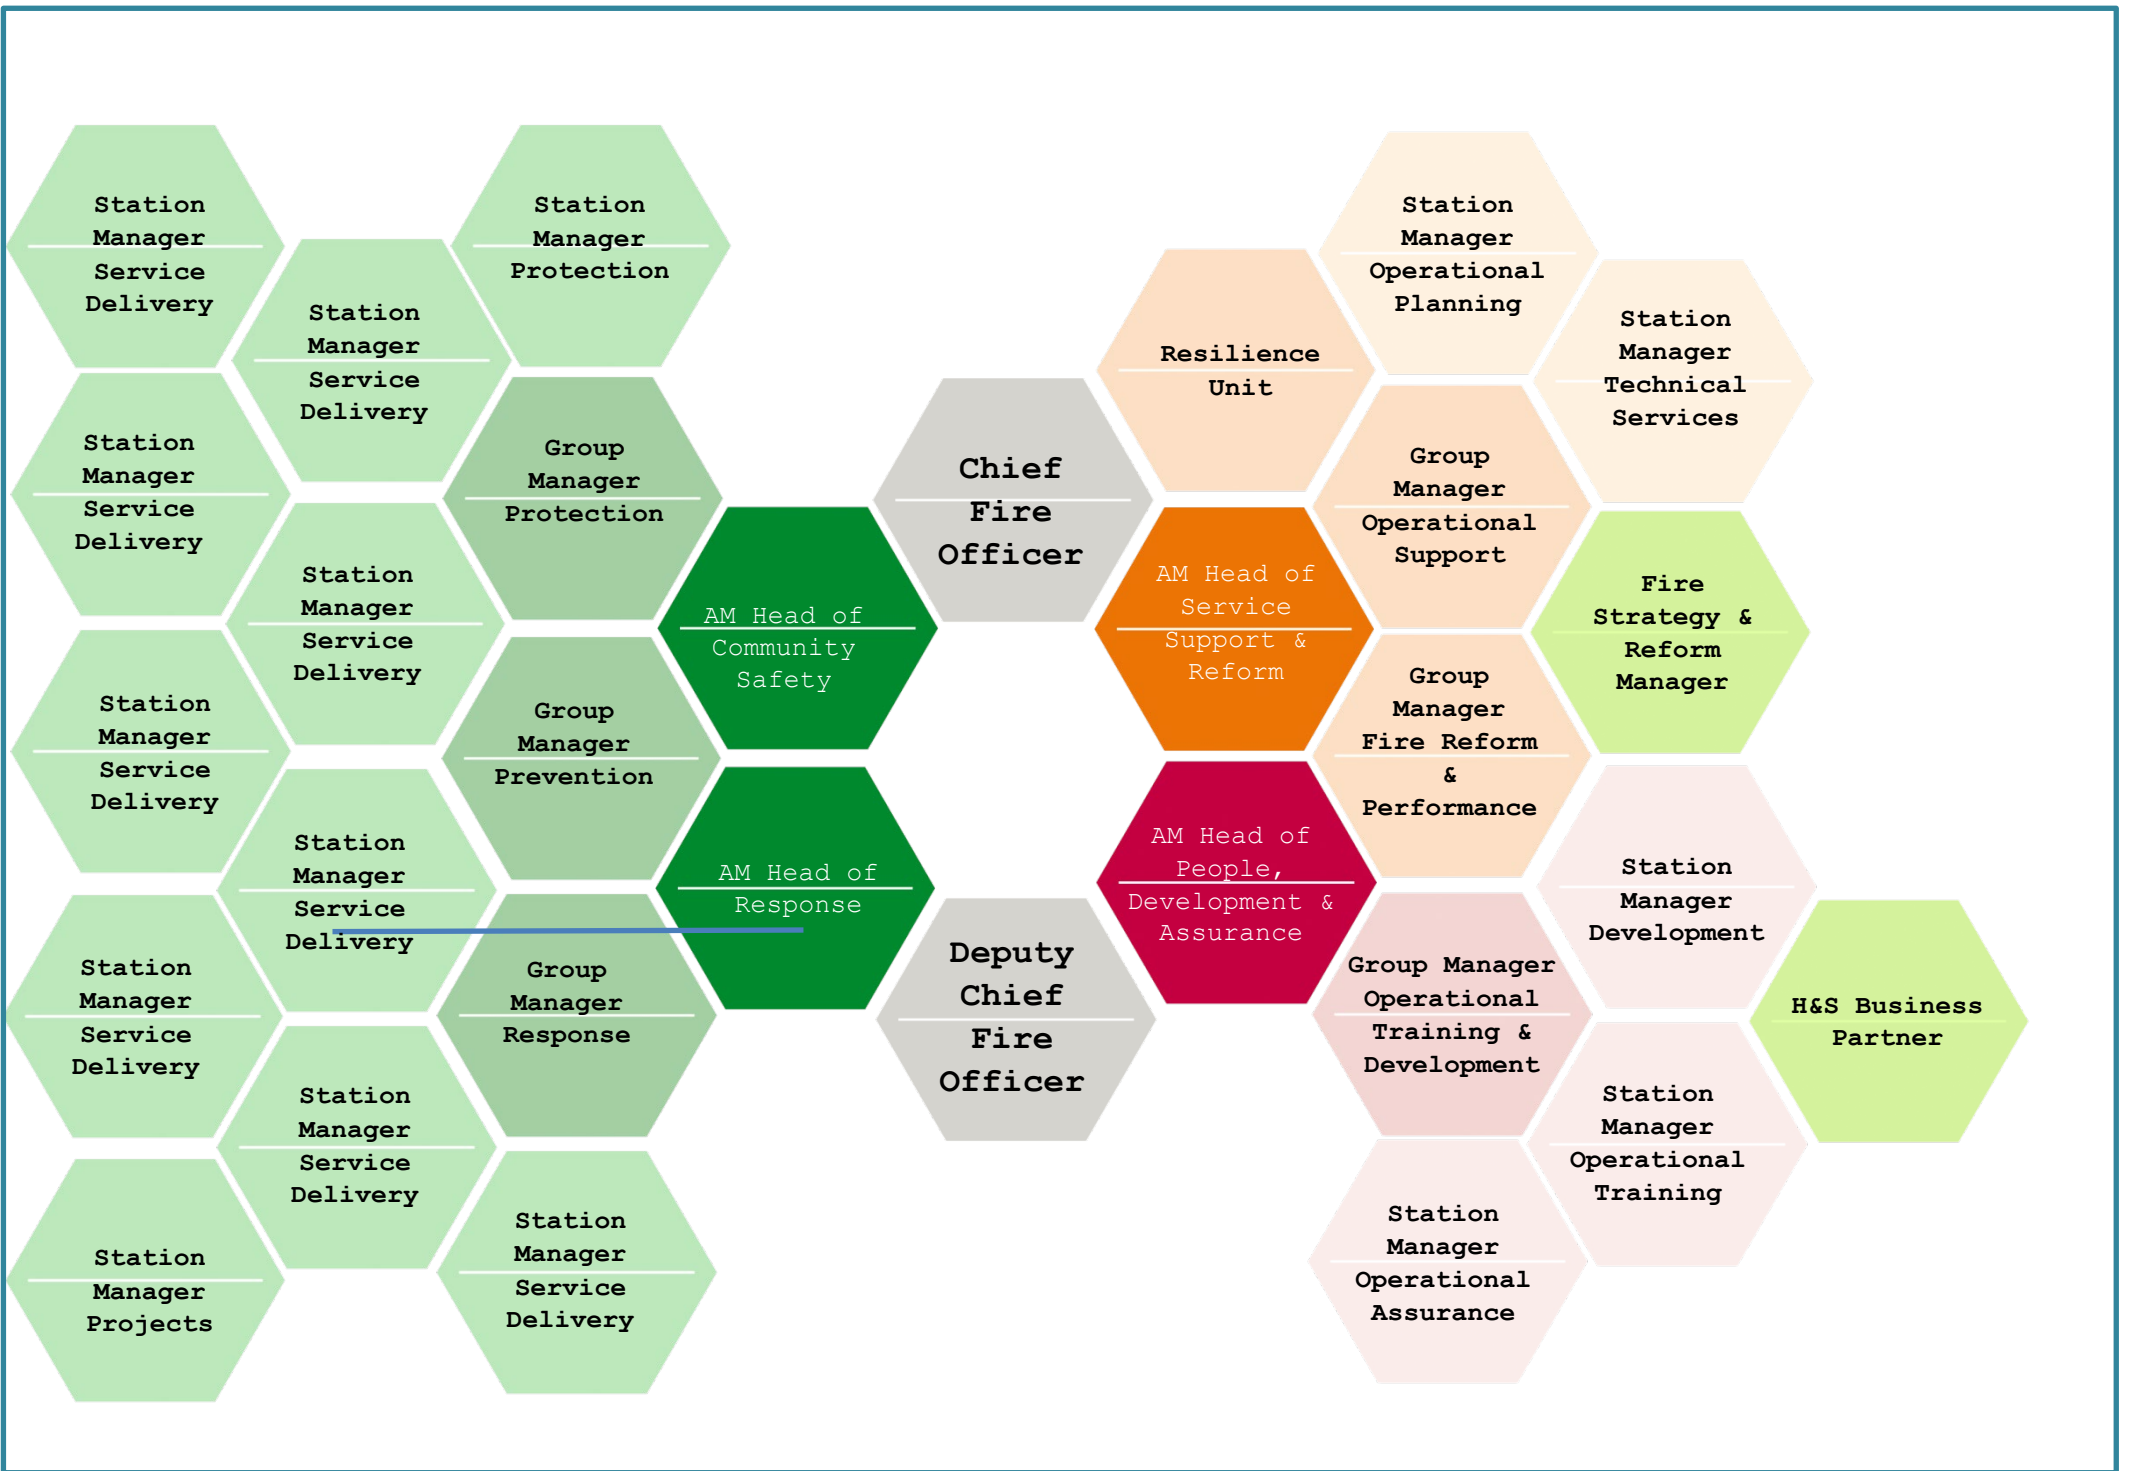 Station
Manager
Service
Delivery
Station
Manager
Service
Delivery
Station
Manager
Service
Delivery
Station
Manager
Service
Delivery
Station
Manager
Projects
Station
Manager
Service
Delivery
Station
Manager
Service
Delivery
Station
Manager
Service
Delivery
Station
Manager
Service
Delivery
Station
Manager
Protection
Group
Manager
Protection
Group
Manager
Prevention
Group
Manager
Response
Station
Manager
Service
Delivery
AM Head of
Community
Safety
AM Head of
Response
Chief
Fire
Officer
Deputy
Chief
Fire
Officer
Resilience
Unit
AM Head of
Service
Support &
Reform
AM Head of
People,
Development &
Assurance
Station
Manager
Operational
Planning
Group
Manager
Operational
Support
Group
Manager
Fire Reform
&
Performance
Group Manager
Operational
Training &
Development
Station
Manager
Operational
Assurance
Station
Manager
Technical
Services
Fire
Strategy &
Reform
Manager
Station
Manager
Development
Station
Manager
Operational
Training
H&S Business
Partner